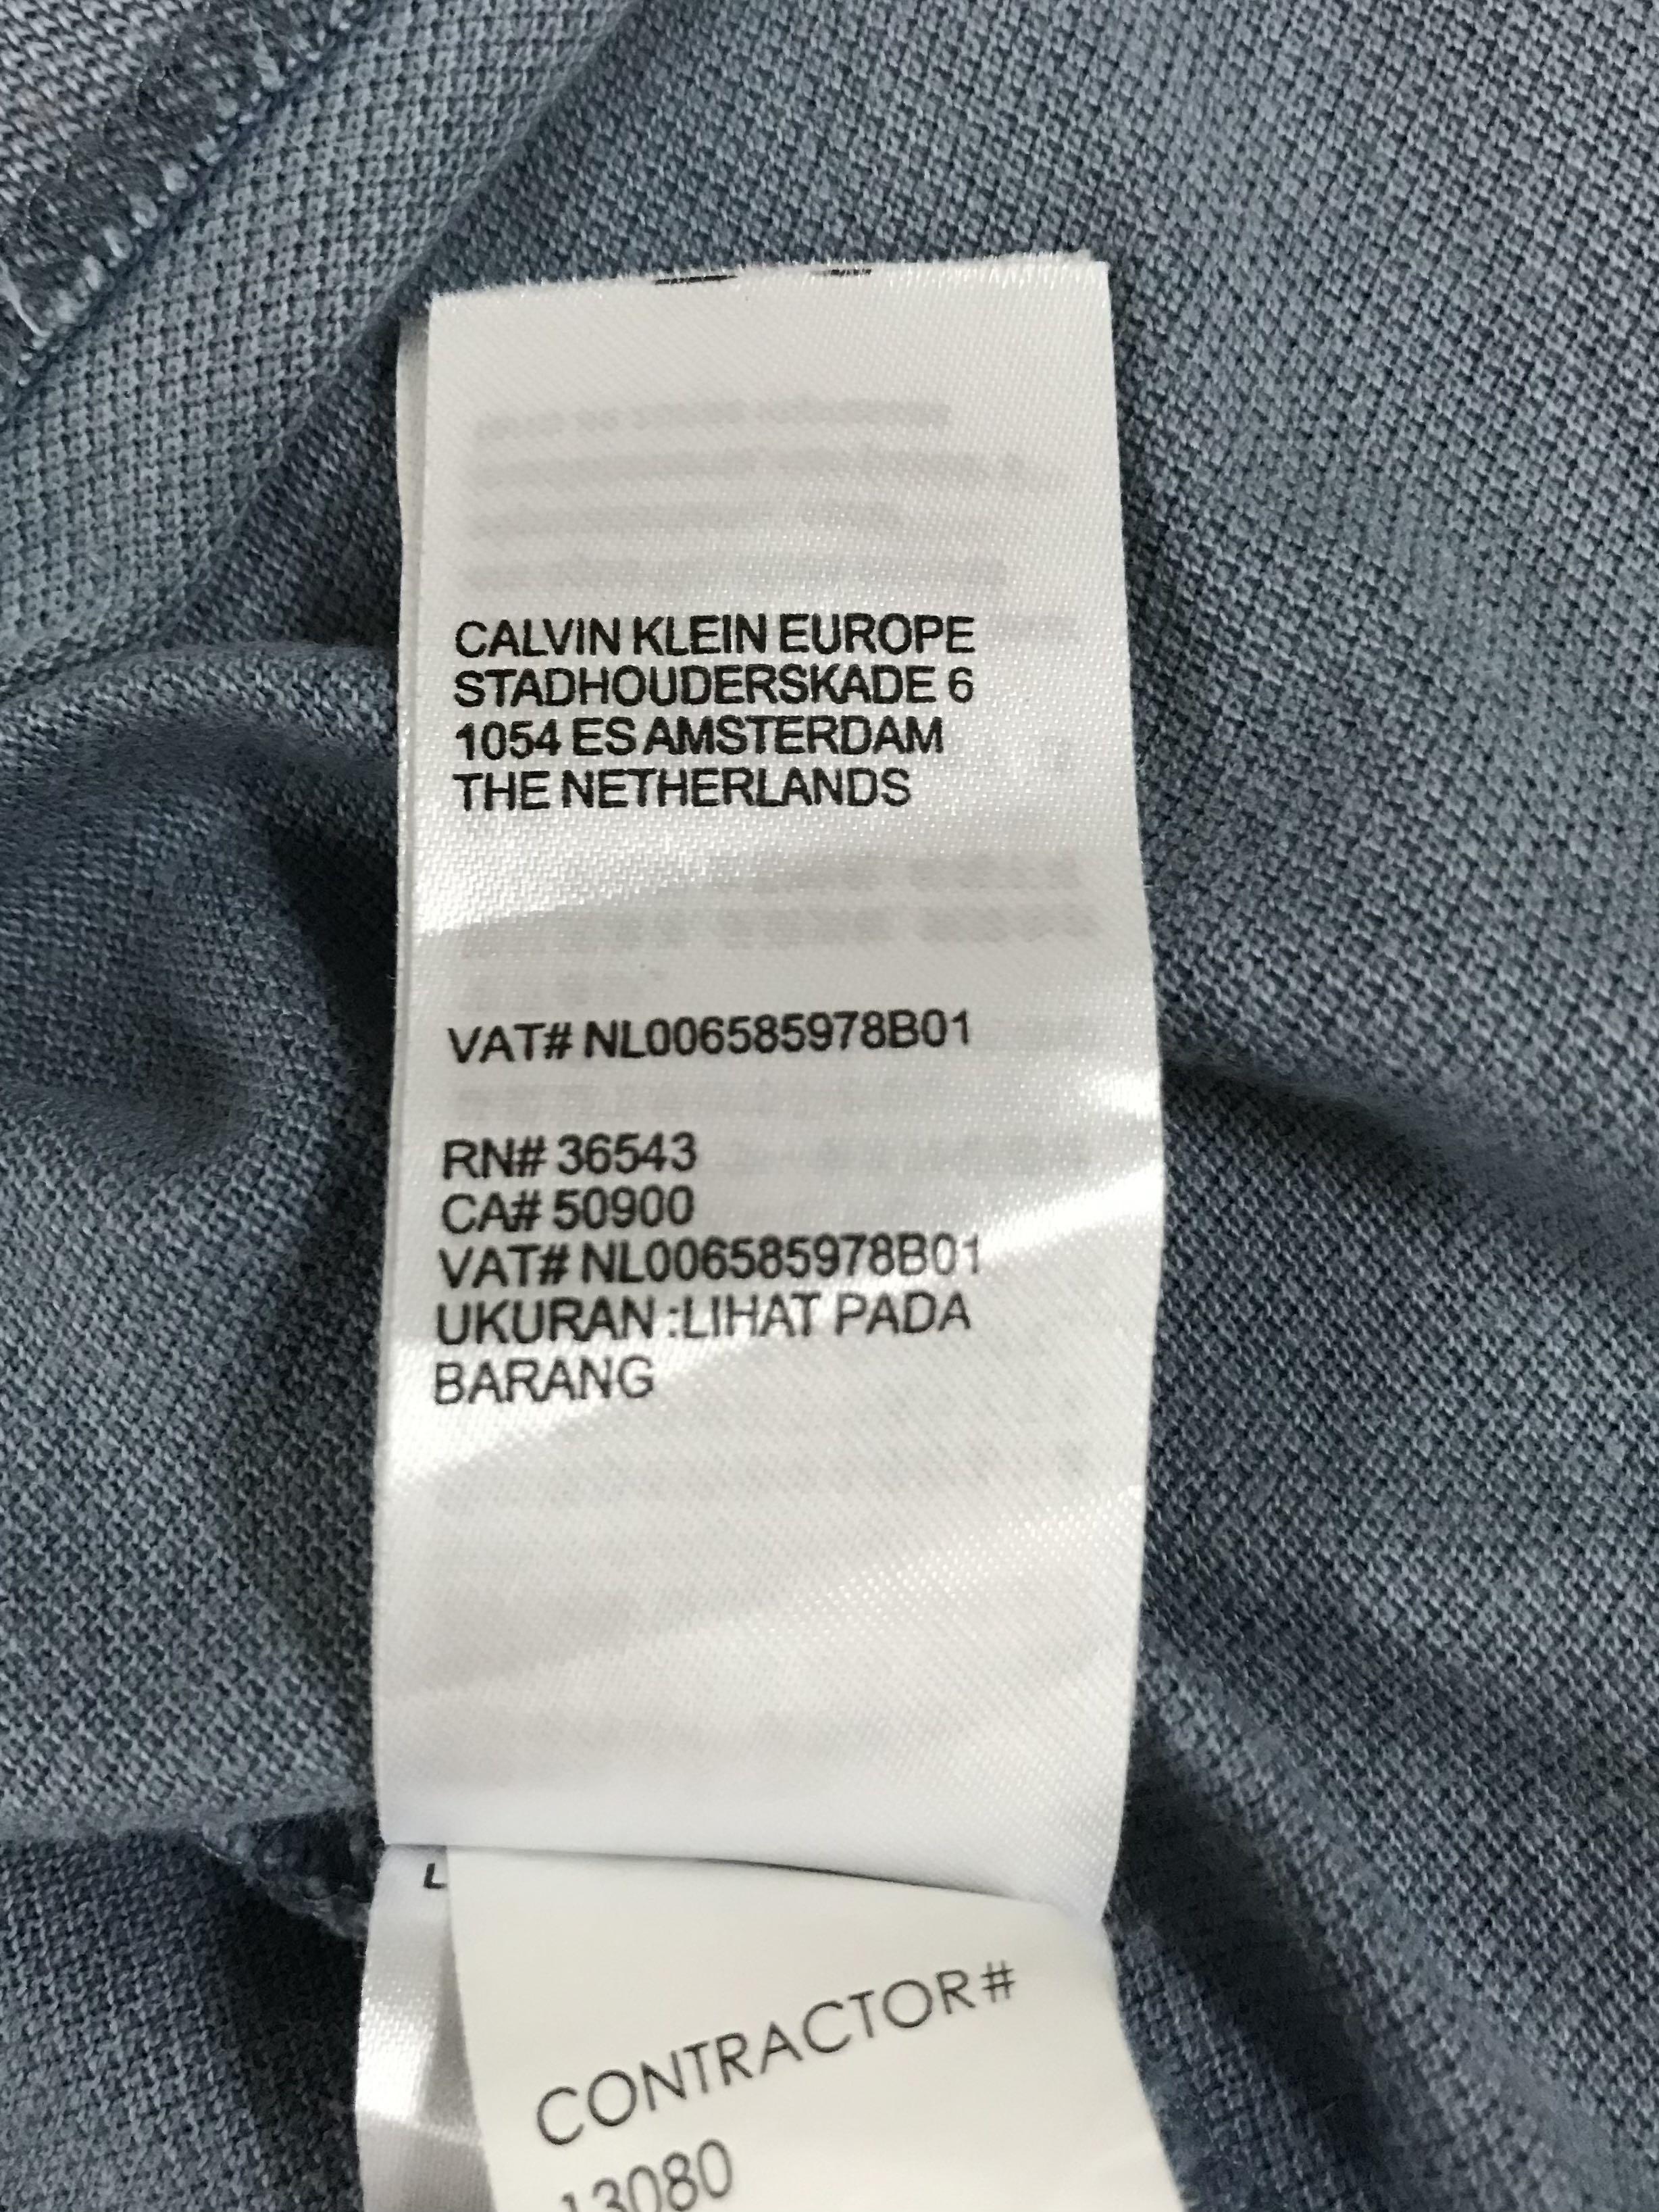 CALVIN KLEIN EUROPE
STADHOUDERSKADE 6
1054 ES AMSTERDAM
THE NETHERLANDS
VAT# NL006585978B01
RN# 36543
CA# 50900
VAT# NL006585978B01
UKURAN :LIHAT PADA
BARANG
L
CONTRACTOR#
13080